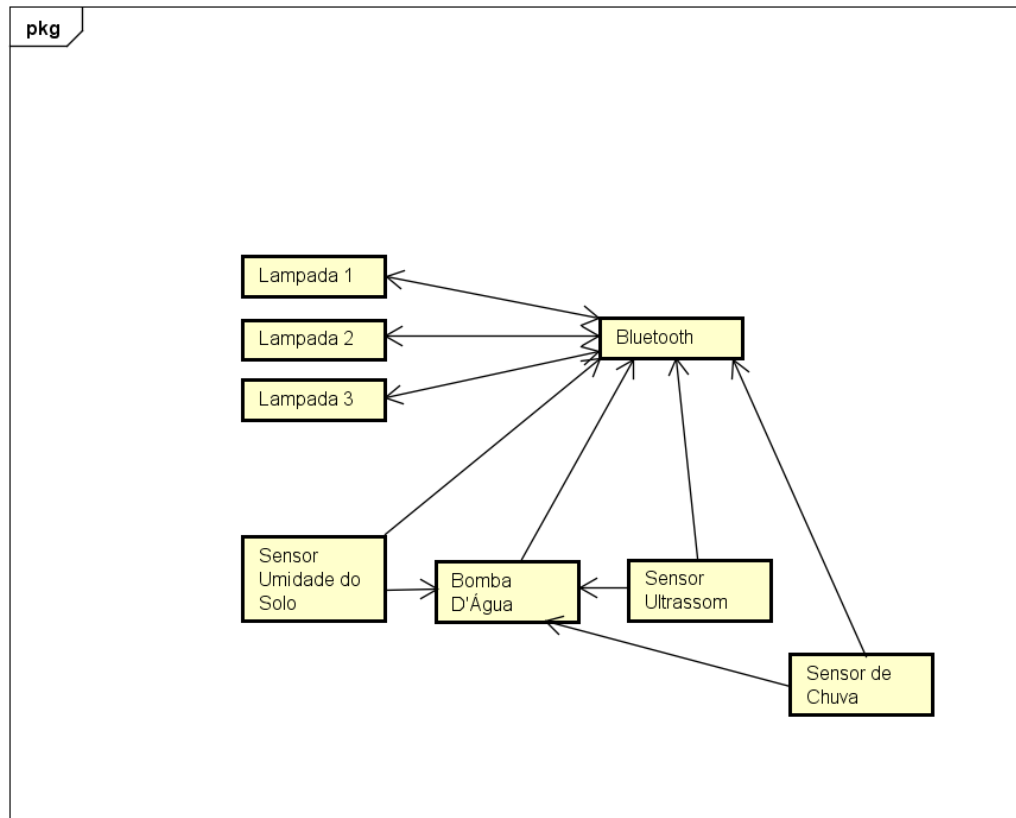 pkg
Lampada 1
Bluetooth
Lampada 2
Lampada 3
Sensor
Umidade do
Solo
Bomba
D'Água
Sensor
Ultrassom
Sensor de
Chuva